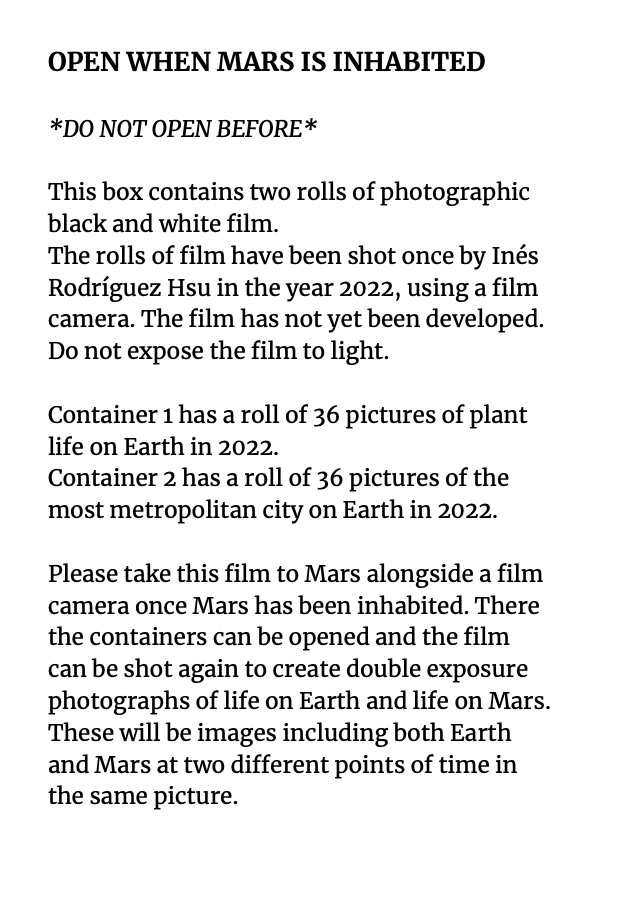 OPEN WHEN MARS IS INHABITED
*DO NOT OPEN BEFORE*
This box contains two rolls of photographic
black and white film.
The rolls of film have been shot once by Inés
Rodríguez Hsu in the year 2022, using a film
camera. The film has not yet been developed.
Do not expose the film to light.
Container 1 has a roll of 36 pictures of plant
life on Earth in 2022.
Container 2 has a roll of 36 pictures of the
most metropolitan city on Earth in 2022.
Please take this film to Mars alongside a film
camera once Mars has been inhabited. There
the containers can be opened and the film
can be shot again to create double exposure
photographs of life on Earth and life on Mars.
These will be images including both Earth
and Mars at two different points of time in
the same picture.